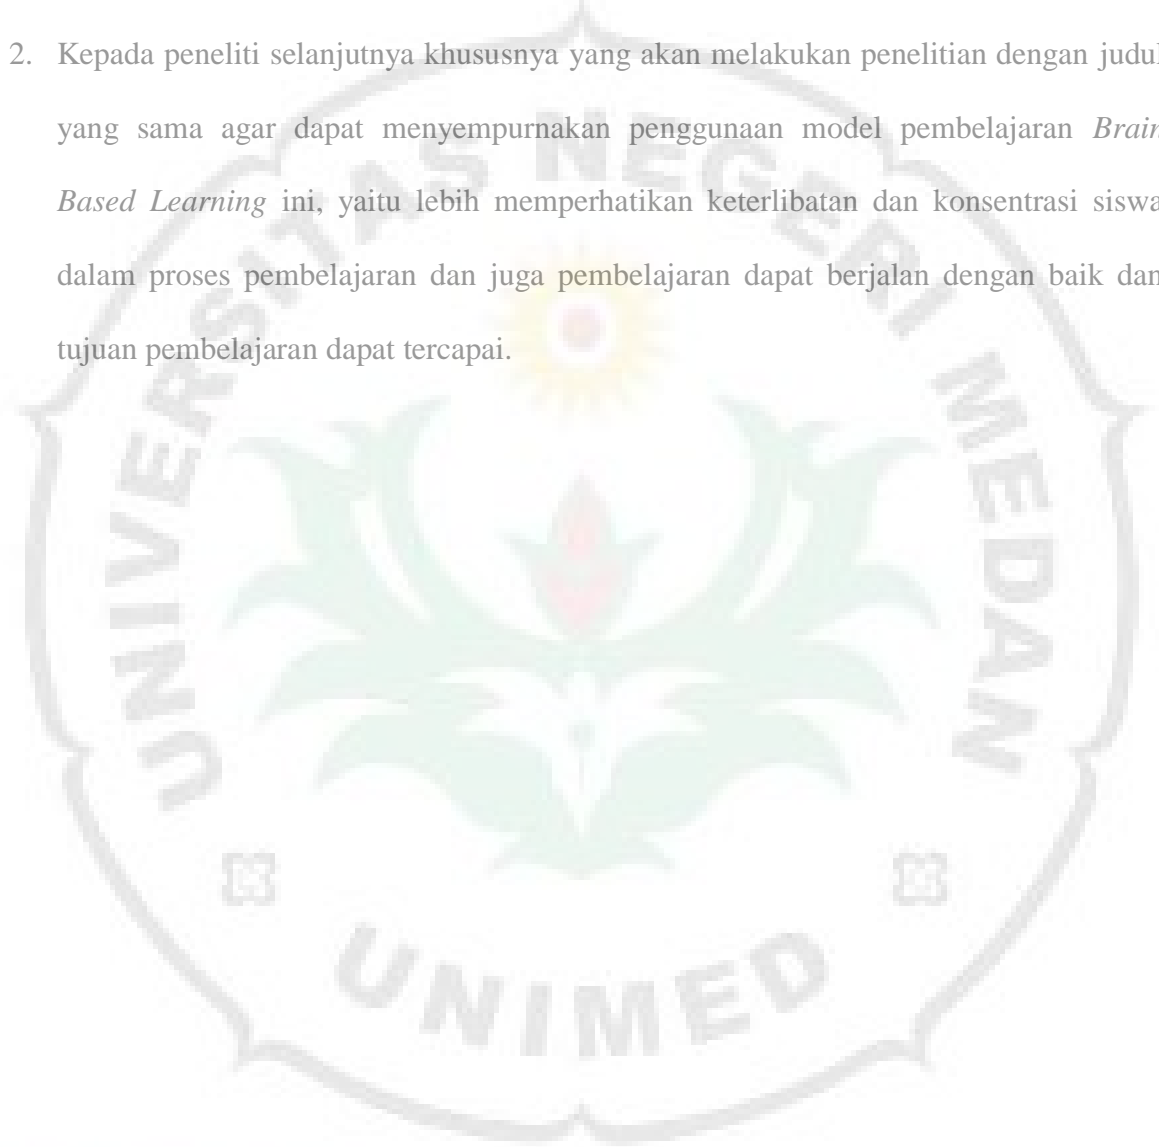 2. Kepada peneliti selanjutnya khususnya yang akan melakukan penelitian dengan judul
yang sama agar dapat menyempurnakan penggunaan model pembelajaran Brain
Based Learning ini, yaitu lebih memperhatikan keterlibatan dan konsentrasi siswa
dalam proses pembelajaran dan juga pembelajaran dapat berjalan dengan baik dan
tujuan pembelajaran dapat tercapai.
UNIVERSITAS NEGERI MEDAN
UNIMED